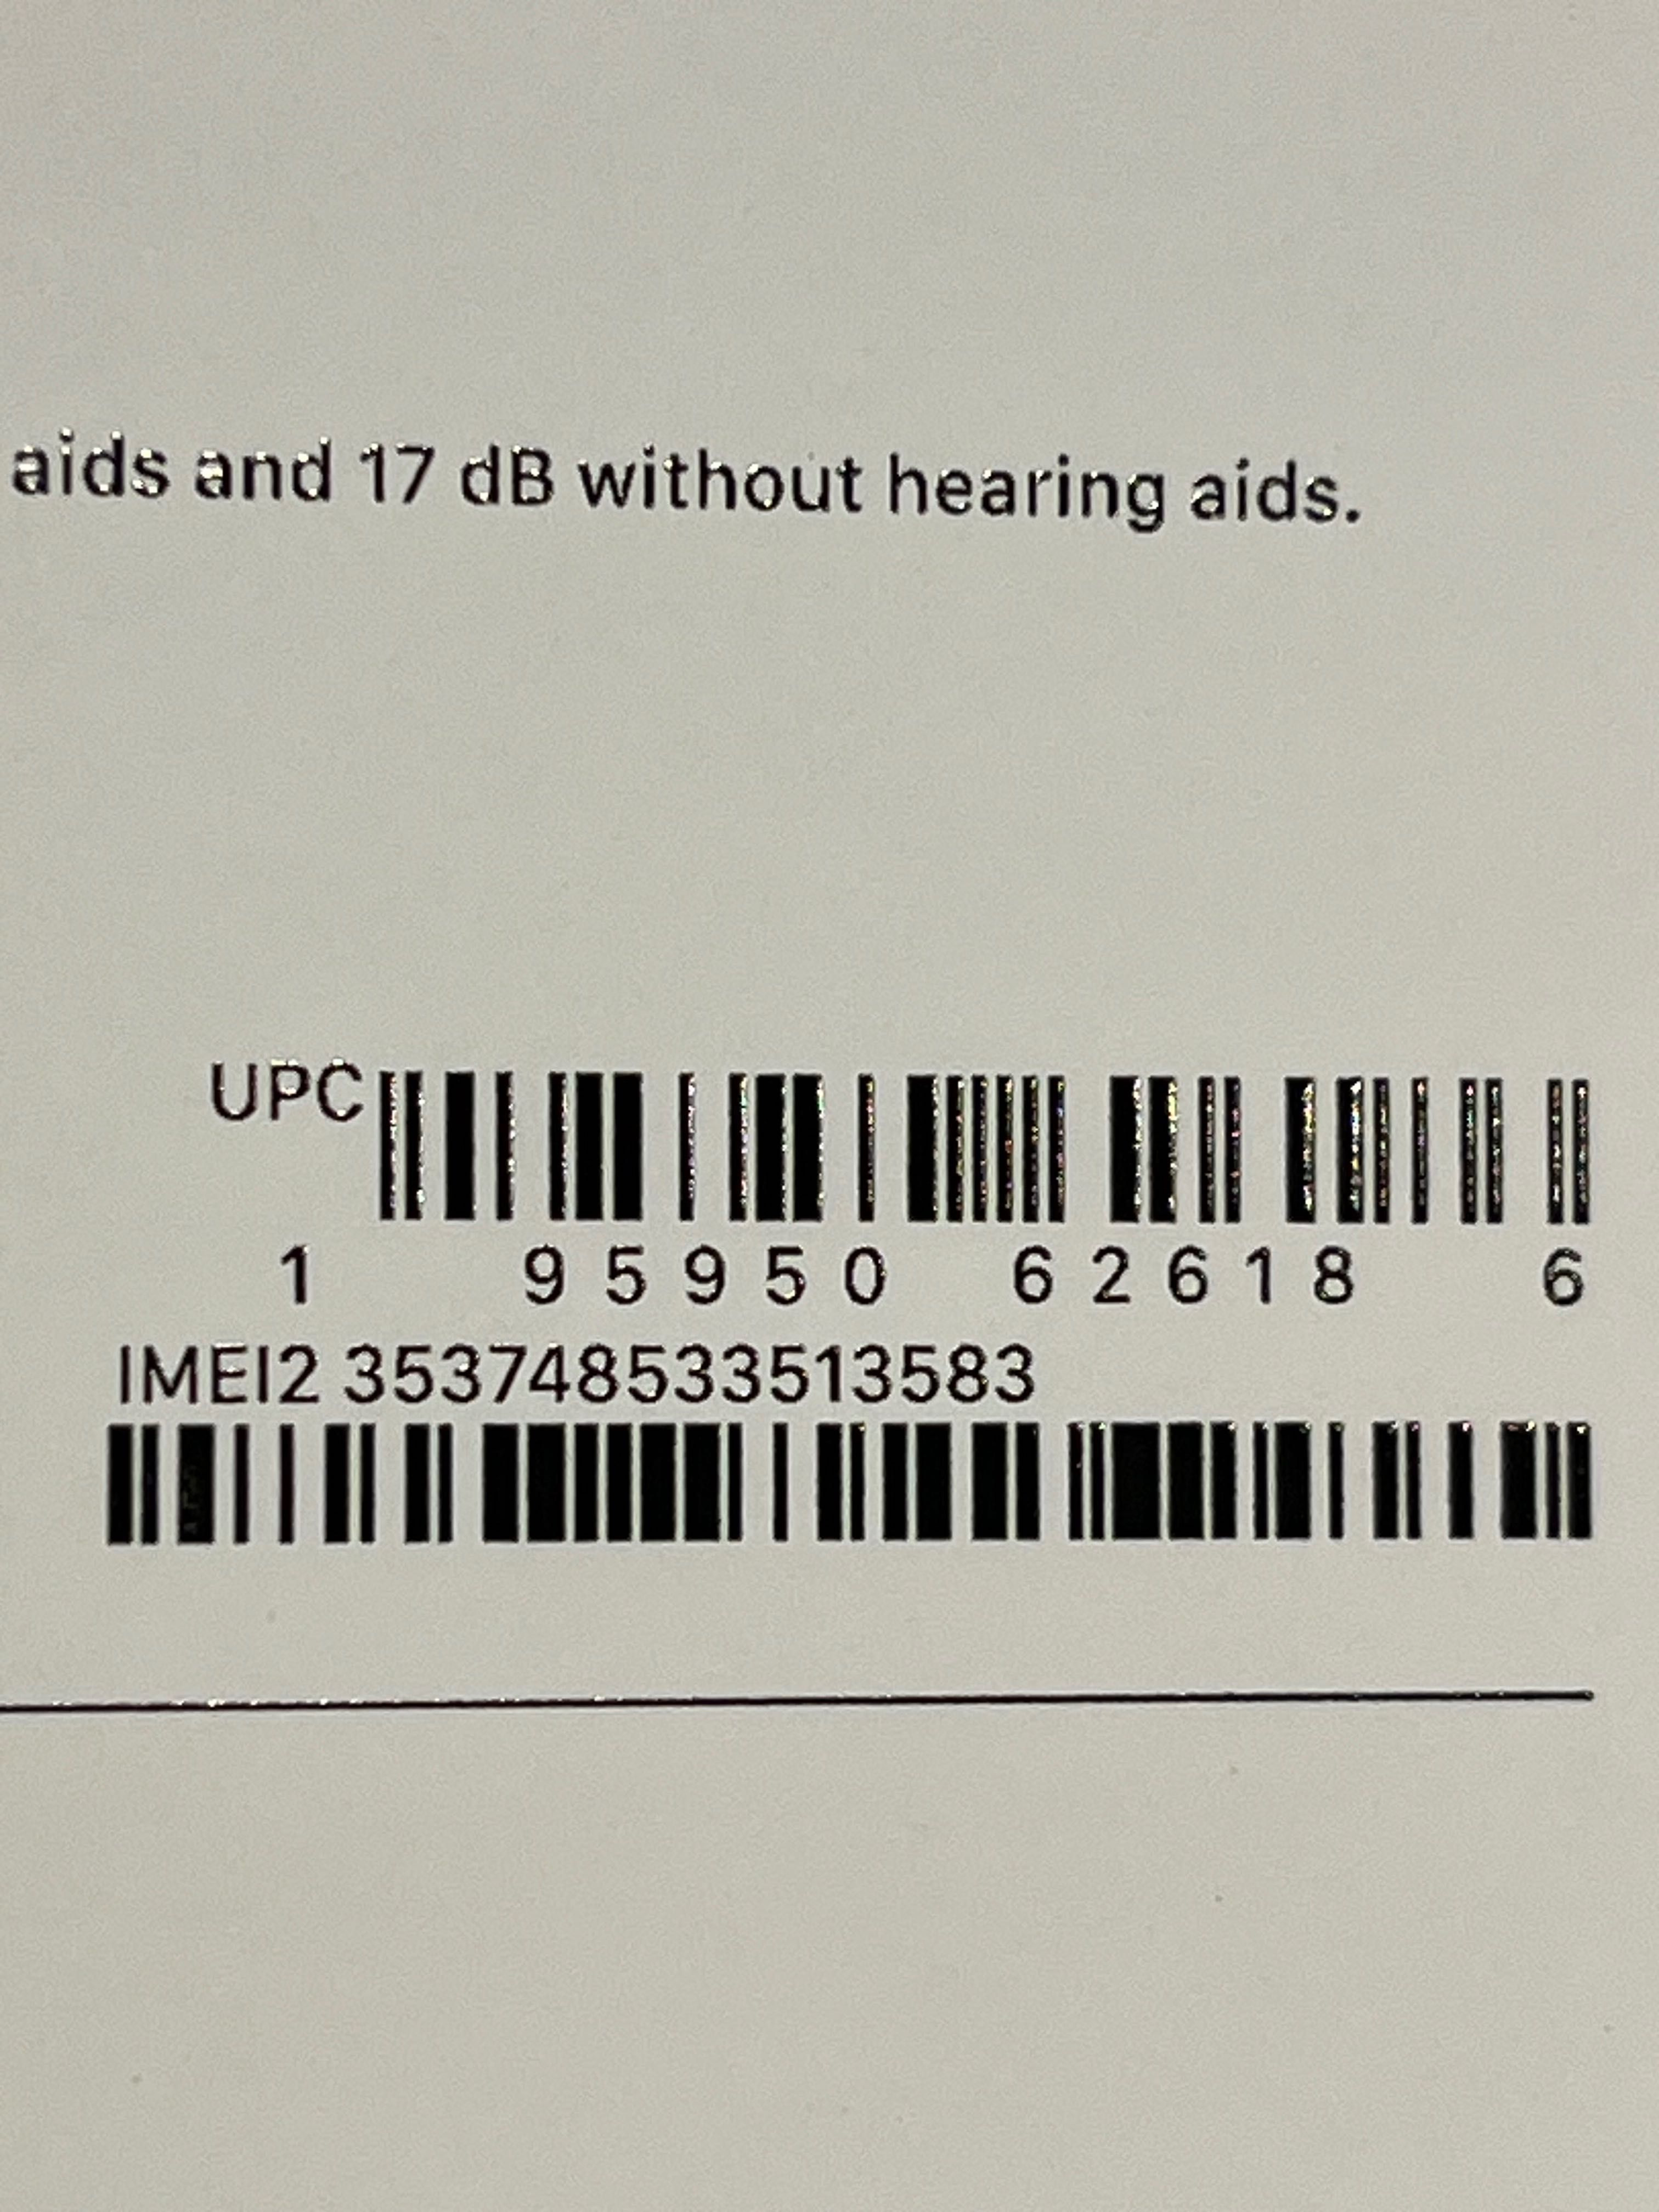 aids and 17 dB without hearing aids.
UPC
1 95950 62618 6
IMEI2 353748533513583